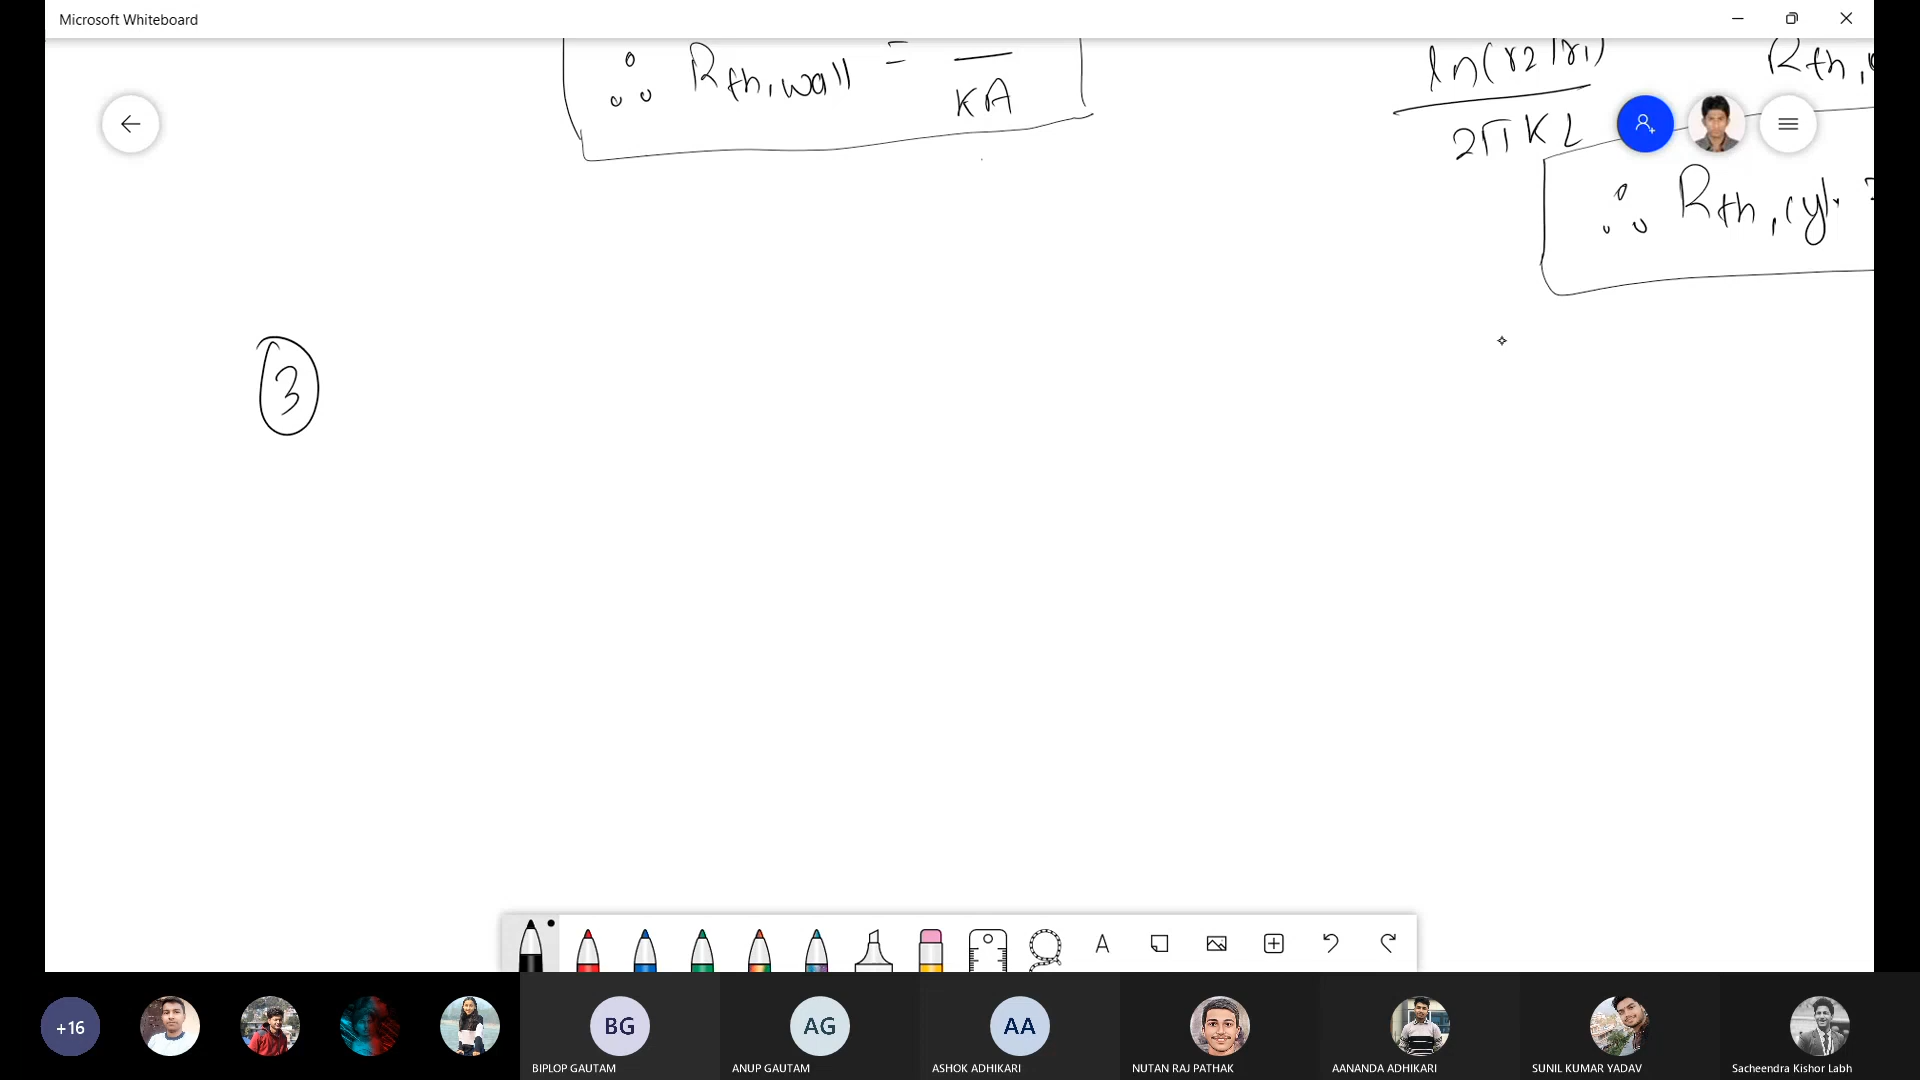 Microsoft Whiteboard
∴ Rth,wall = — / KA
ln(r2/r1) / 2πKL
Rth,
∴ Rth,cyl. =
3
+16
BG
BIPLOP GAUTAM
AG
ANUP GAUTAM
AA
ASHOK ADHIKARI
NUTAN RAJ PATHAK
AANANDA ADHIKARI
SUNIL KUMAR YADAV
Sacheendra Kishor Labh